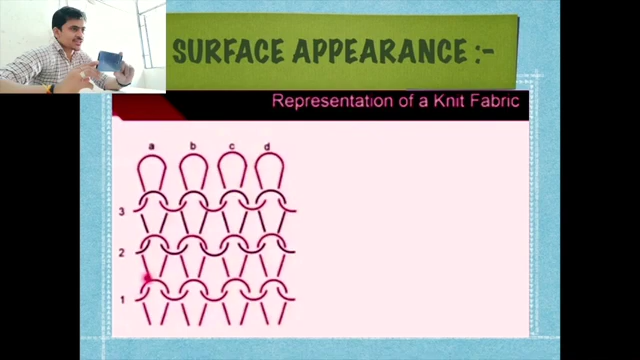 SURFACE APPEARANCE :-
Representation of a Knit Fabric
a b c d
3
2
1